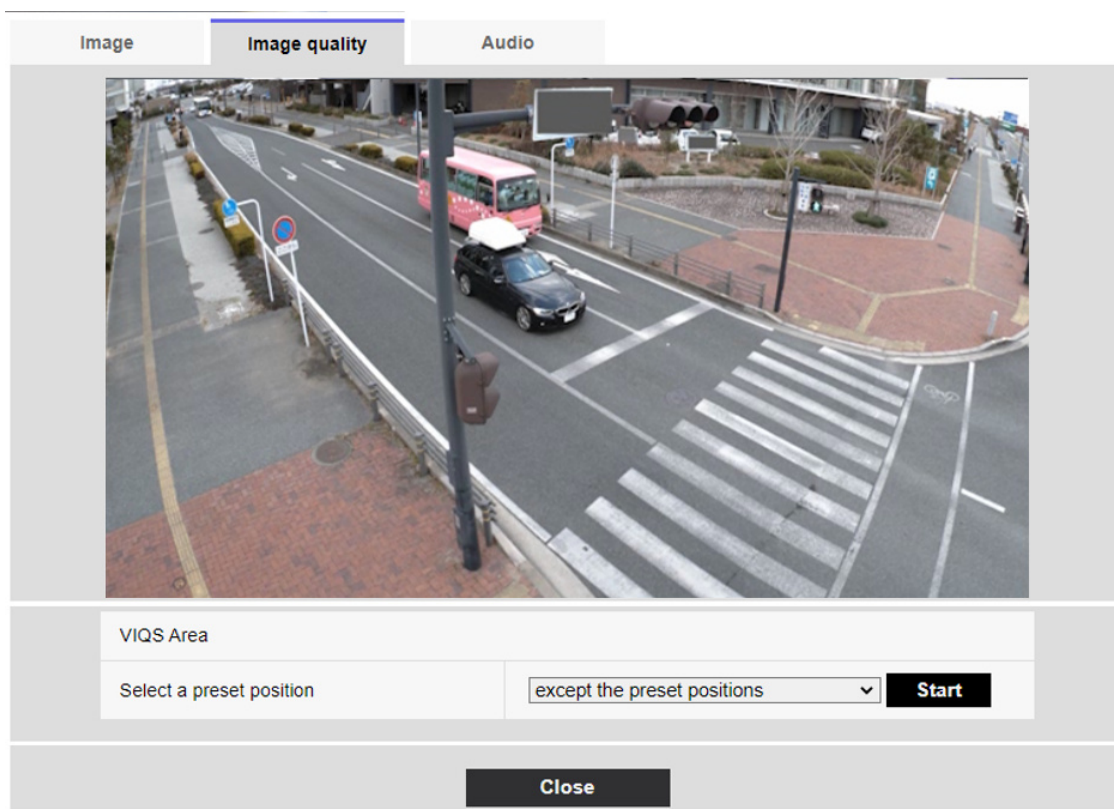 Image
Image quality
Audio
VIQS Area
Select a preset position
except the preset positions
Start
Close